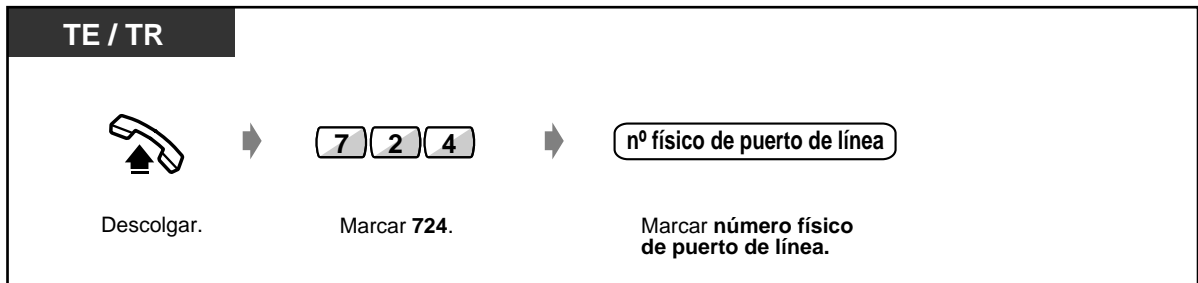 TE / TR
7 2 4
nº físico de puerto de línea
Descolgar.
Marcar 724.
Marcar número físico
de puerto de línea.